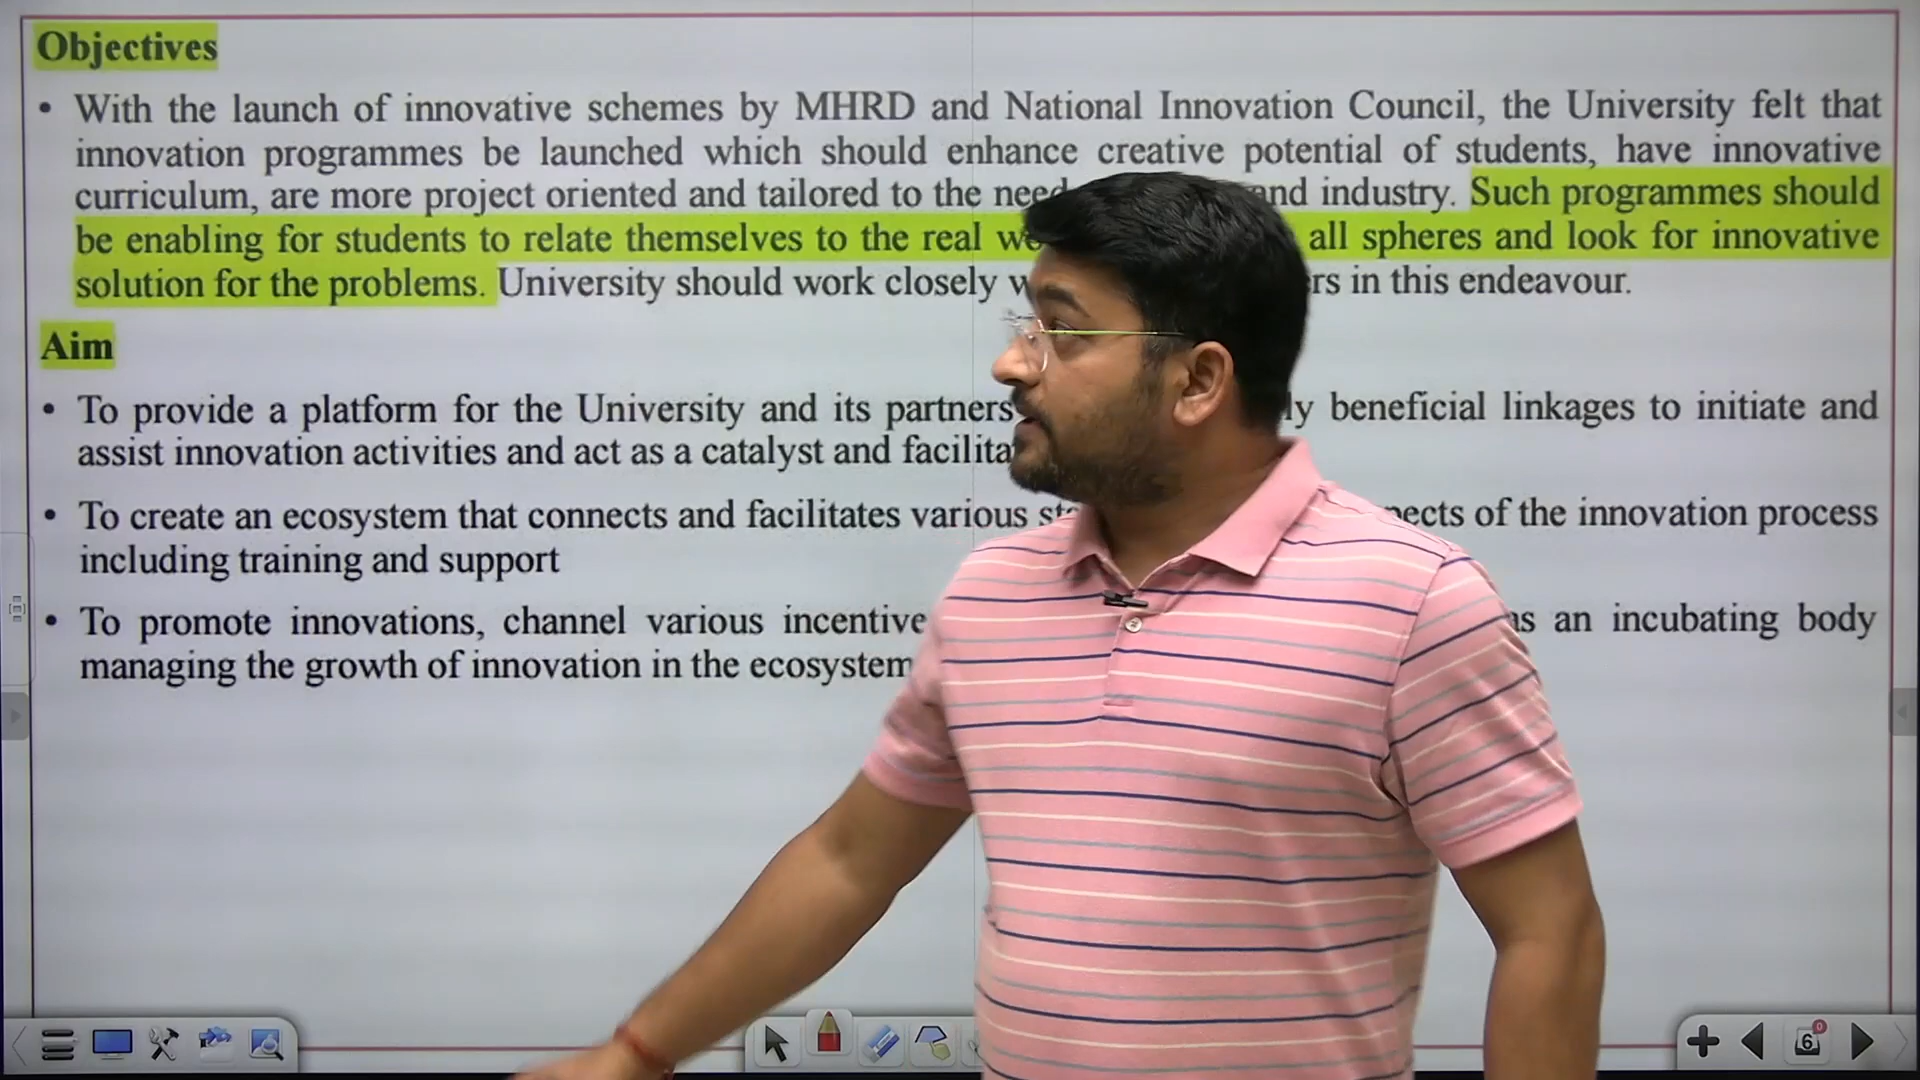 Objectives
• With the launch of innovative schemes by MHRD and National Innovation Council, the University felt that
innovation programmes be launched which should enhance creative potential of students, have innovative
curriculum, are more project oriented and tailored to the and industry. Such programmes should
be enabling for students to relate themselves to the real all spheres and look for innovative
solution for the problems. University should work closely in this endeavour.
Aim
• To provide a platform for the University and its partners beneficial linkages to initiate and
assist innovation activities and act as a catalyst and
• To create an ecosystem that connects and facilitates various of the innovation process
including training and support
• To promote innovations, channel various as an incubating body
managing the growth of innovation in the ecosystem
6
0